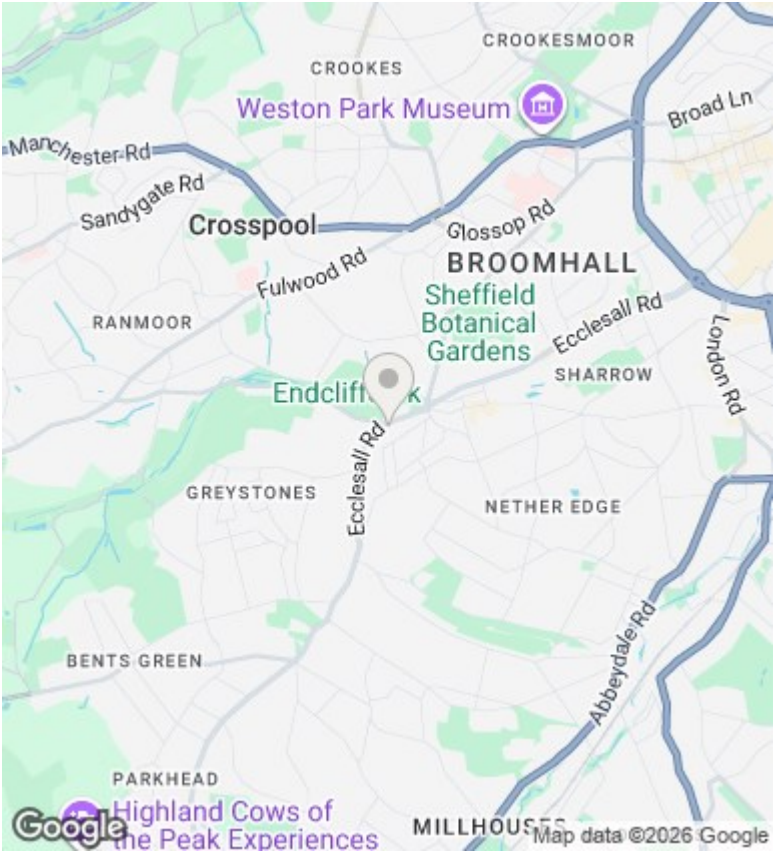 CROOKESMOOR
CROOKES
Weston Park Museum
Broad Ln
Manchester Rd
Sandygate Rd
Crosspool
Glossop Rd
Fulwood Rd
BROOMHALL
Sheffield
Botanical
Gardens
Ecclesall Rd
RANMOOR
London Rd
SHARROW
Ecclesall Rd
GREYSTONES
NETHER EDGE
Abbeydale Rd
BENTS GREEN
PARKHEAD
Highland Cows of
the Peak Experiences
MILLHOUSES
Google
Map data ©2026 Google